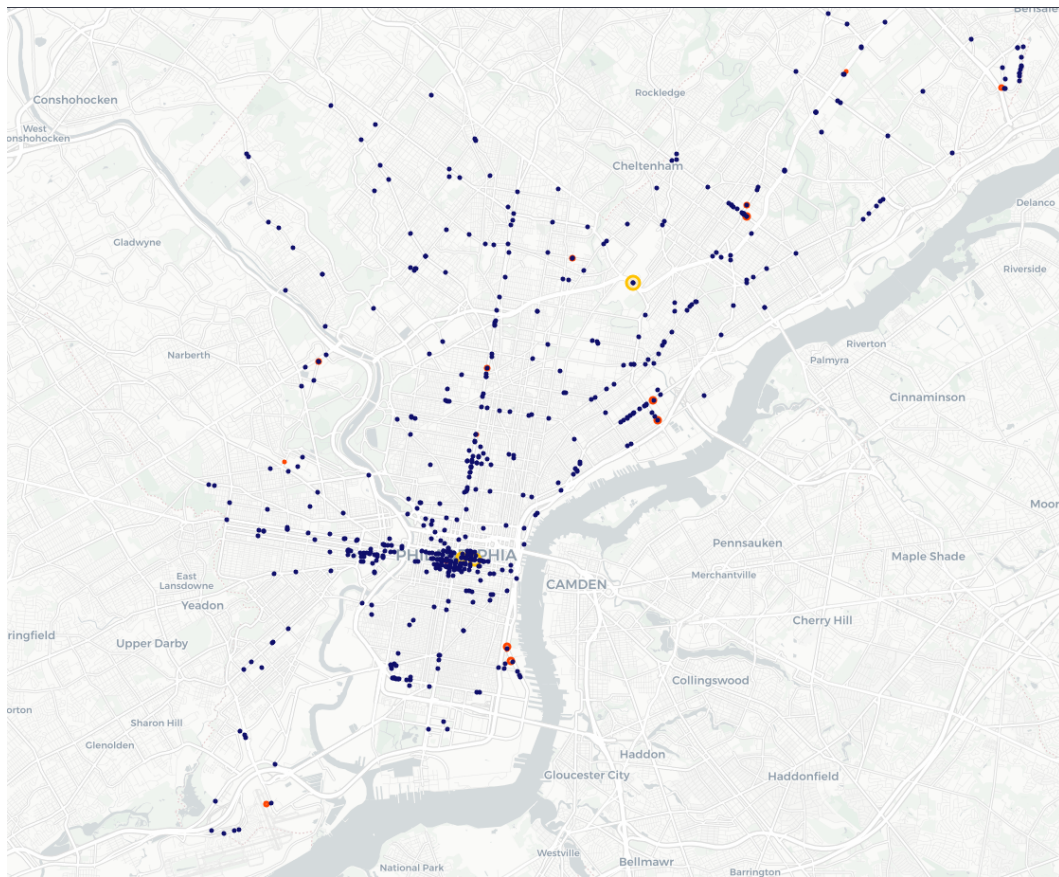 Bensale
Conshohocken
Rockledge
West
onshohocken
Cheltenham
Delanco
Gladwyne
Riverside
Narberth
Riverton
Palmyra
Cinnaminson
Moor
PHILADELPHIA
Pennsauken
Maple Shade
East
Lansdowne
Merchantville
CAMDEN
Yeadon
Cherry Hill
ringfield
Upper Darby
Collingswood
orton
Sharon Hill
Glenolden
Haddon
Gloucester City
Haddonfield
Westville
National Park
Bellmawr
Barrington